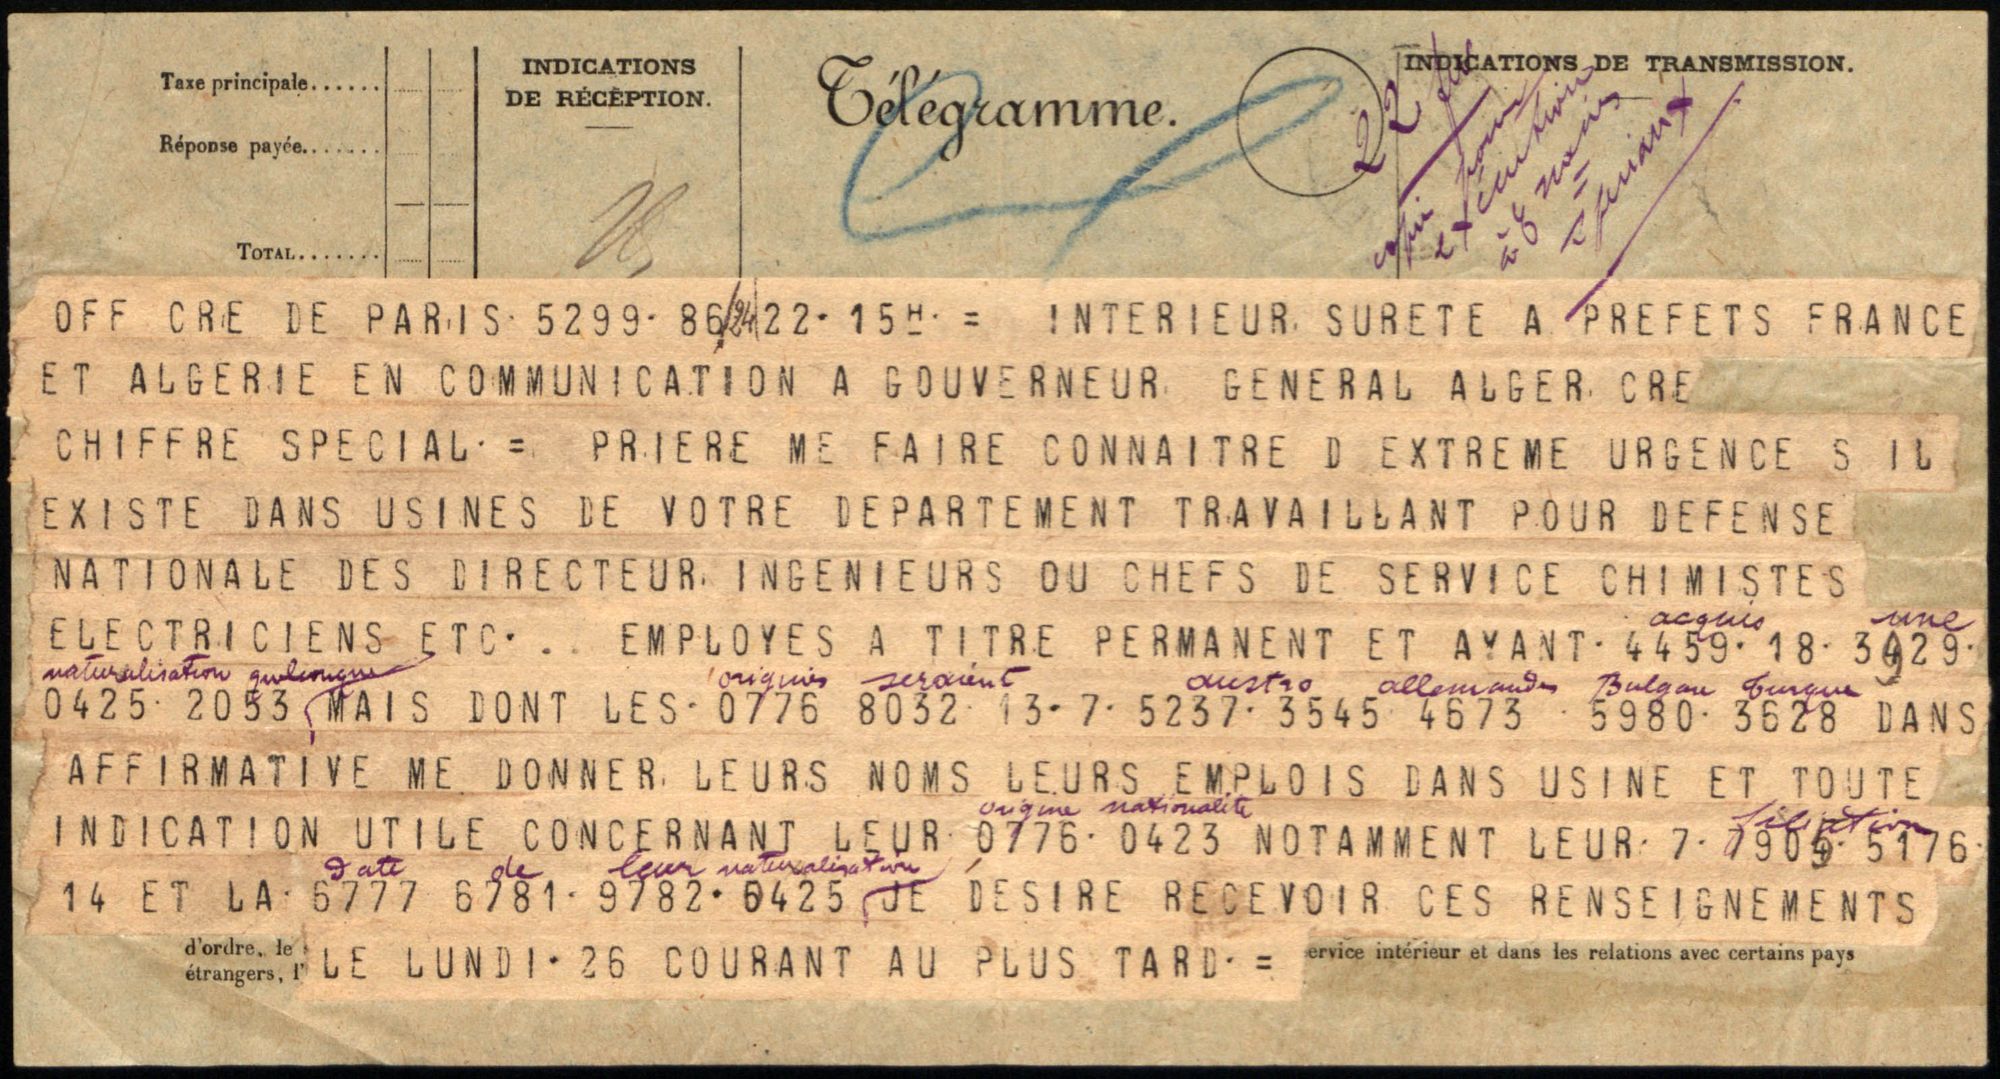 Taxe principale......
Réponse payée.......
TOTAL.......
INDICATIONS
DE RÉCEPTION.
Télégramme.
INDICATIONS DE TRANSMISSION.
22
pour
à
OFF CRE DE PARIS. 5299. 86/24/22. 15H. = INTERIEUR SURETE A PREFETS FRANCE
ET ALGERIE EN COMMUNICATION A GOUVERNEUR GENERAL ALGER CRE
CHIFFRE SPECIAL. = PRIERE ME FAIRE CONNAITRE D EXTREME URGENCE S IL
EXISTE DANS USINES DE VOTRE DEPARTEMENT TRAVAILLANT POUR DEFENSE
NATIONALE DES DIRECTEUR INGENIEURS OU CHEFS DE SERVICE CHIMISTES
acquis une
ELECTRICIENS ETC. .. EMPLOYES A TITRE PERMANENT ET AYANT. 4459. 18. 3929.
naturalisation quelconque origines seraient austro allemandes Bulgau turque
0425. 2053 MAIS DONT LES. 0776 8032. 13. 7. 5237. 3545 4673 . 5980. 3628 DANS
AFFIRMATIVE ME DONNER LEURS NOMS LEURS EMPLOIS DANS USINE ET TOUTE
origine nationalité filiation
INDICATION UTILE CONCERNANT LEUR. 0776. 0423 NOTAMMENT LEUR. 7. 7905. 5176.
Date de leur naturalisation
14 ET LA. 6777 6781. 9782. 0425 JE DESIRE RECEVOIR CES RENSEIGNEMENTS
d'ordre, le
étrangers, l'
LE LUNDI. 26 COURANT AU PLUS TARD. =
ervice intérieur et dans les relations avec certains pays